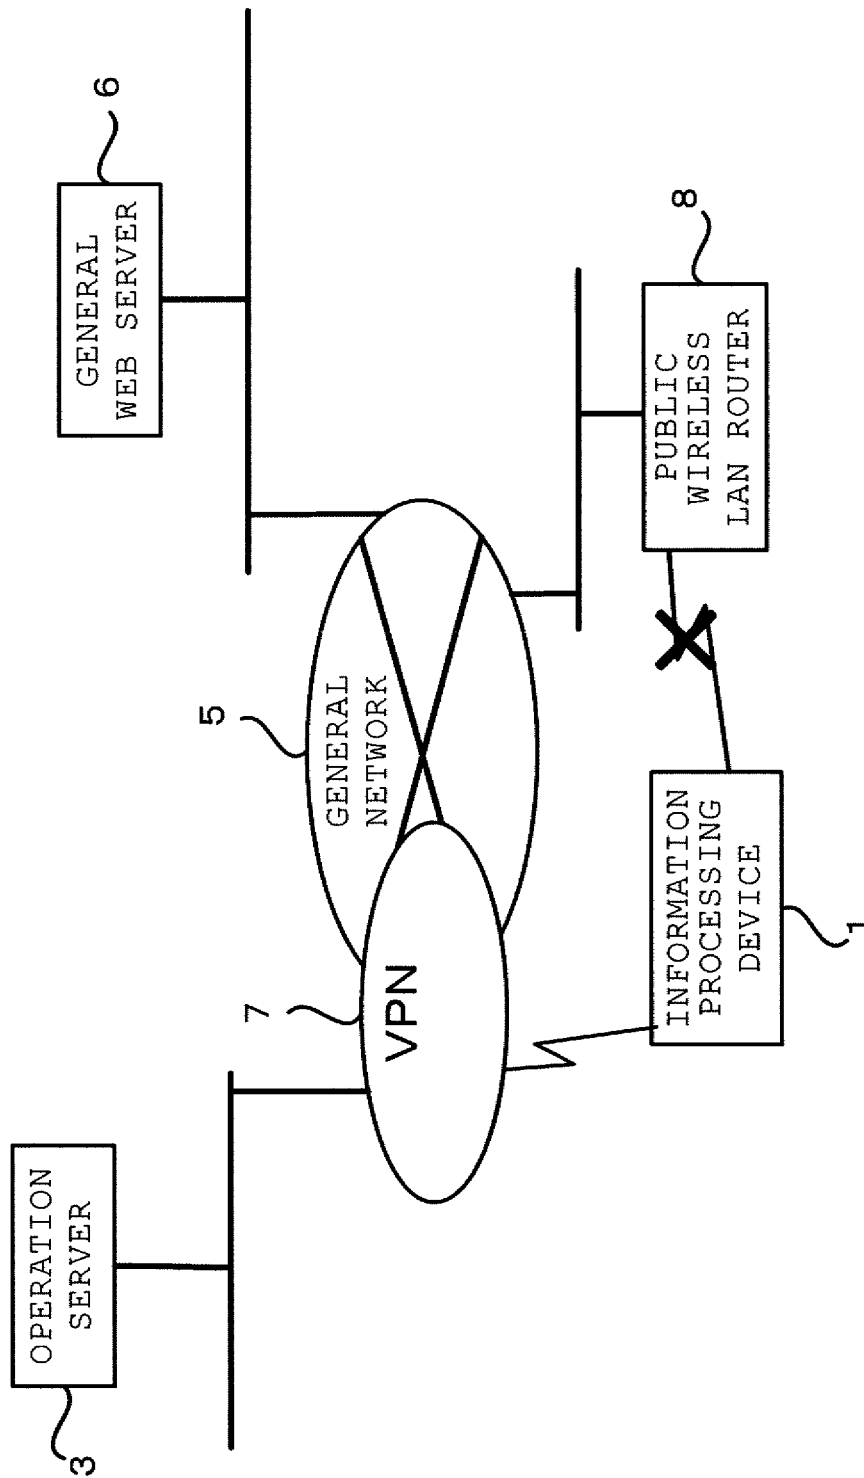 OPERATION
SERVER
3
GENERAL
WEB SERVER
6
7
VPN
5
GENERAL
NETWORK
INFORMATION
PROCESSING
DEVICE
1
PUBLIC
WIRELESS
LAN ROUTER
8